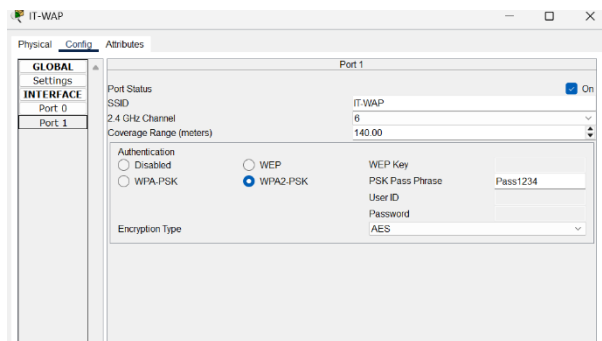 IT-WAP
Physical Config Attributes
GLOBAL
Settings
INTERFACE
Port 0
Port 1
Port 1
Port Status On
SSID IT-WAP
2.4 GHz Channel 6
Coverage Range (meters) 140.00
Authentication
Disabled WEP WEP Key
WPA-PSK WPA2-PSK PSK Pass Phrase Pass1234
User ID
Password
Encryption Type AES